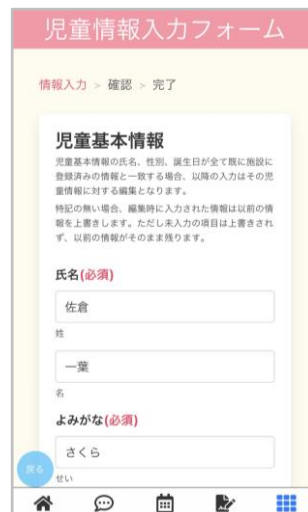 児童情報入力フォーム
情報入力 > 確認 > 完了
児童基本情報
児童基本情報の氏名、性別、誕生日が全て既に施設に
登録済みの情報と一致する場合、以降の入力はその児
童情報に対する編集となります。
特記の無い場合、編集時に入力された情報は以前の情
報を上書きします。ただし未入力の項目は上書きされ
ず、以前の情報がそのまま残ります。
氏名(必須)
佐倉
姓
一葉
名
よみがな(必須)
さくら
戻る
せい